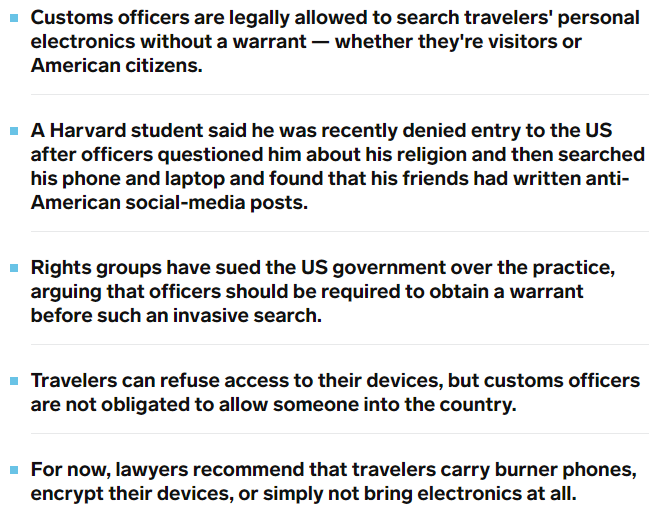 Customs officers are legally allowed to search travelers' personal
electronics without a warrant — whether they're visitors or
American citizens.
A Harvard student said he was recently denied entry to the US
after officers questioned him about his religion and then searched
his phone and laptop and found that his friends had written anti-
American social-media posts.
Rights groups have sued the US government over the practice,
arguing that officers should be required to obtain a warrant
before such an invasive search.
Travelers can refuse access to their devices, but customs officers
are not obligated to allow someone into the country.
For now, lawyers recommend that travelers carry burner phones,
encrypt their devices, or simply not bring electronics at all.